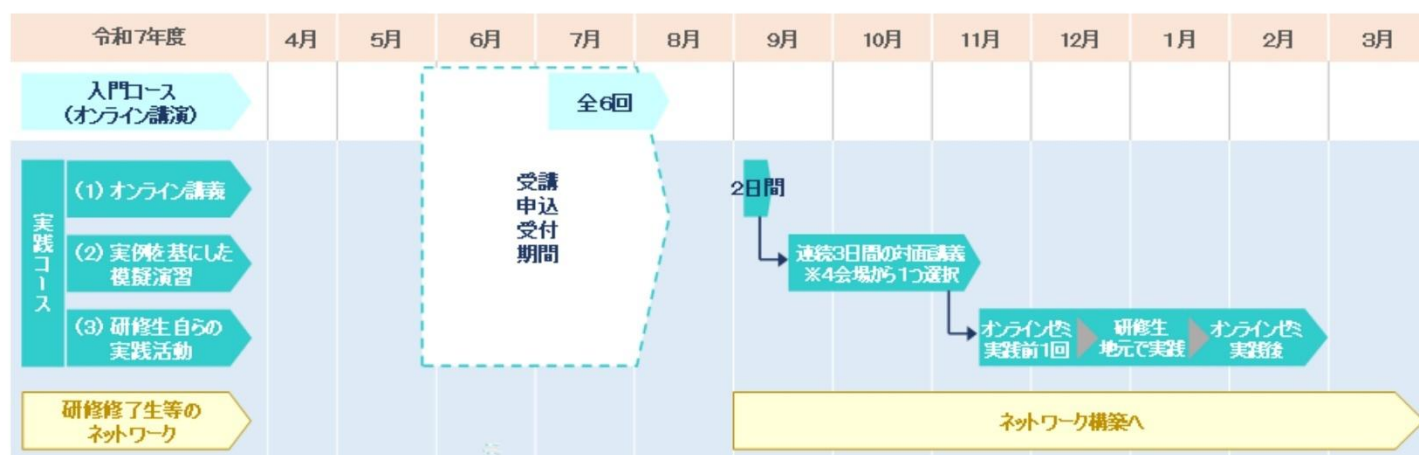 令和7年度 4月 5月 6月 7月 8月 9月 10月 11月 12月 1月 2月 3月
入門コース
(オンライン講演)
全6回
受講
申込
受付
期間
実践コース
(1) オンライン講義
2日間
(2) 実例を基にした
模擬演習
連続3日間の対面講義
※4会場から1つ選択
(3) 研修生自らの
実践活動
オンラインゼミ
実践前1回
研修生
地元で実践
オンラインゼミ
実践後
研修修了生等の
ネットワーク
ネットワーク構築へ